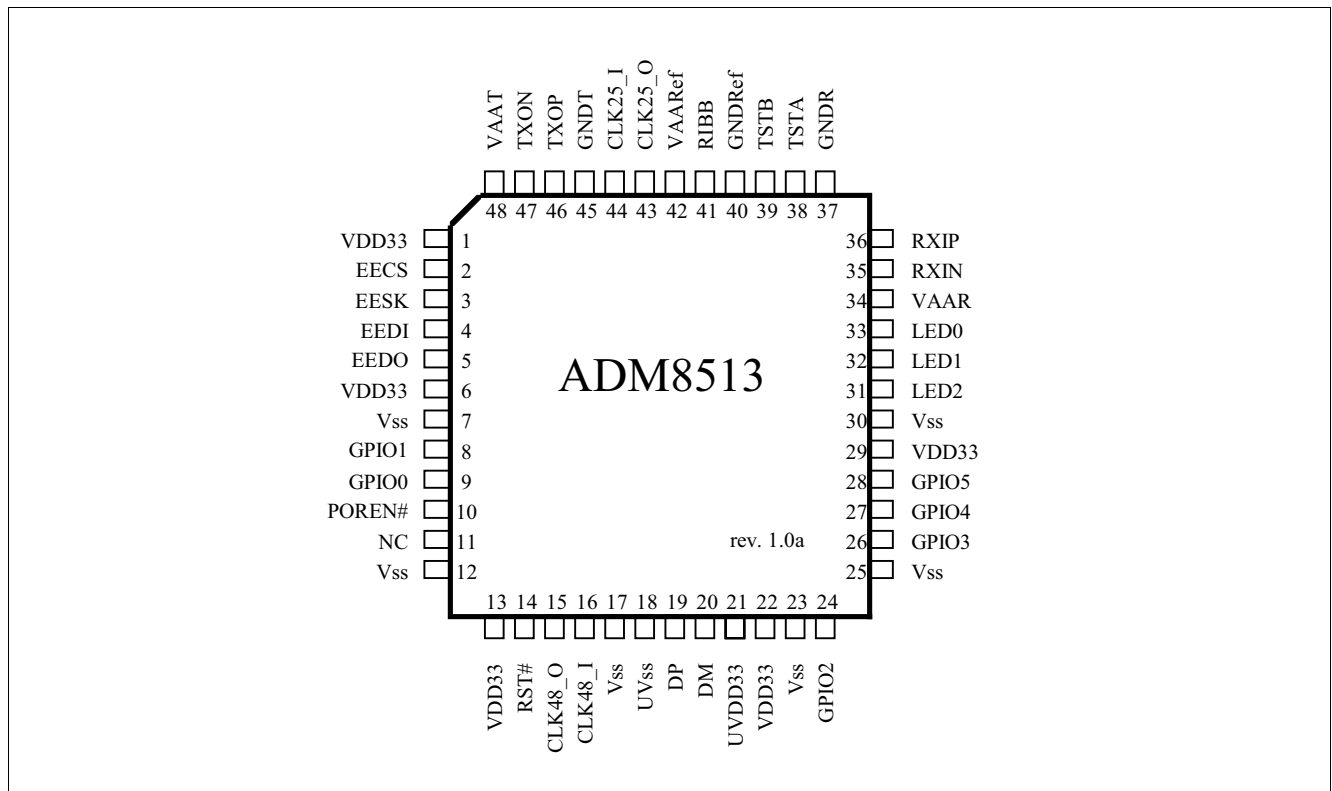 VAAT
TXON
TXOP
GNDT
CLK25_I
CLK25_O
VAARef
RIBB
GNDRef
TSTB
TSTA
GNDR
48 47 46 45 44 43 42 41 40 39 38 37
VDD33 1
EECS 2
EESK 3
EEDI 4
EEDO 5
VDD33 6
Vss 7
GPIO1 8
GPIO0 9
POREN# 10
NC 11
Vss 12
ADM8513
rev. 1.0a
36 RXIP
35 RXIN
34 VAAR
33 LED0
32 LED1
31 LED2
30 Vss
29 VDD33
28 GPIO5
27 GPIO4
26 GPIO3
25 Vss
13 14 15 16 17 18 19 20 21 22 23 24
VDD33
RST#
CLK48_O
CLK48_I
Vss
UVss
DP
DM
UVDD33
VDD33
Vss
GPIO2